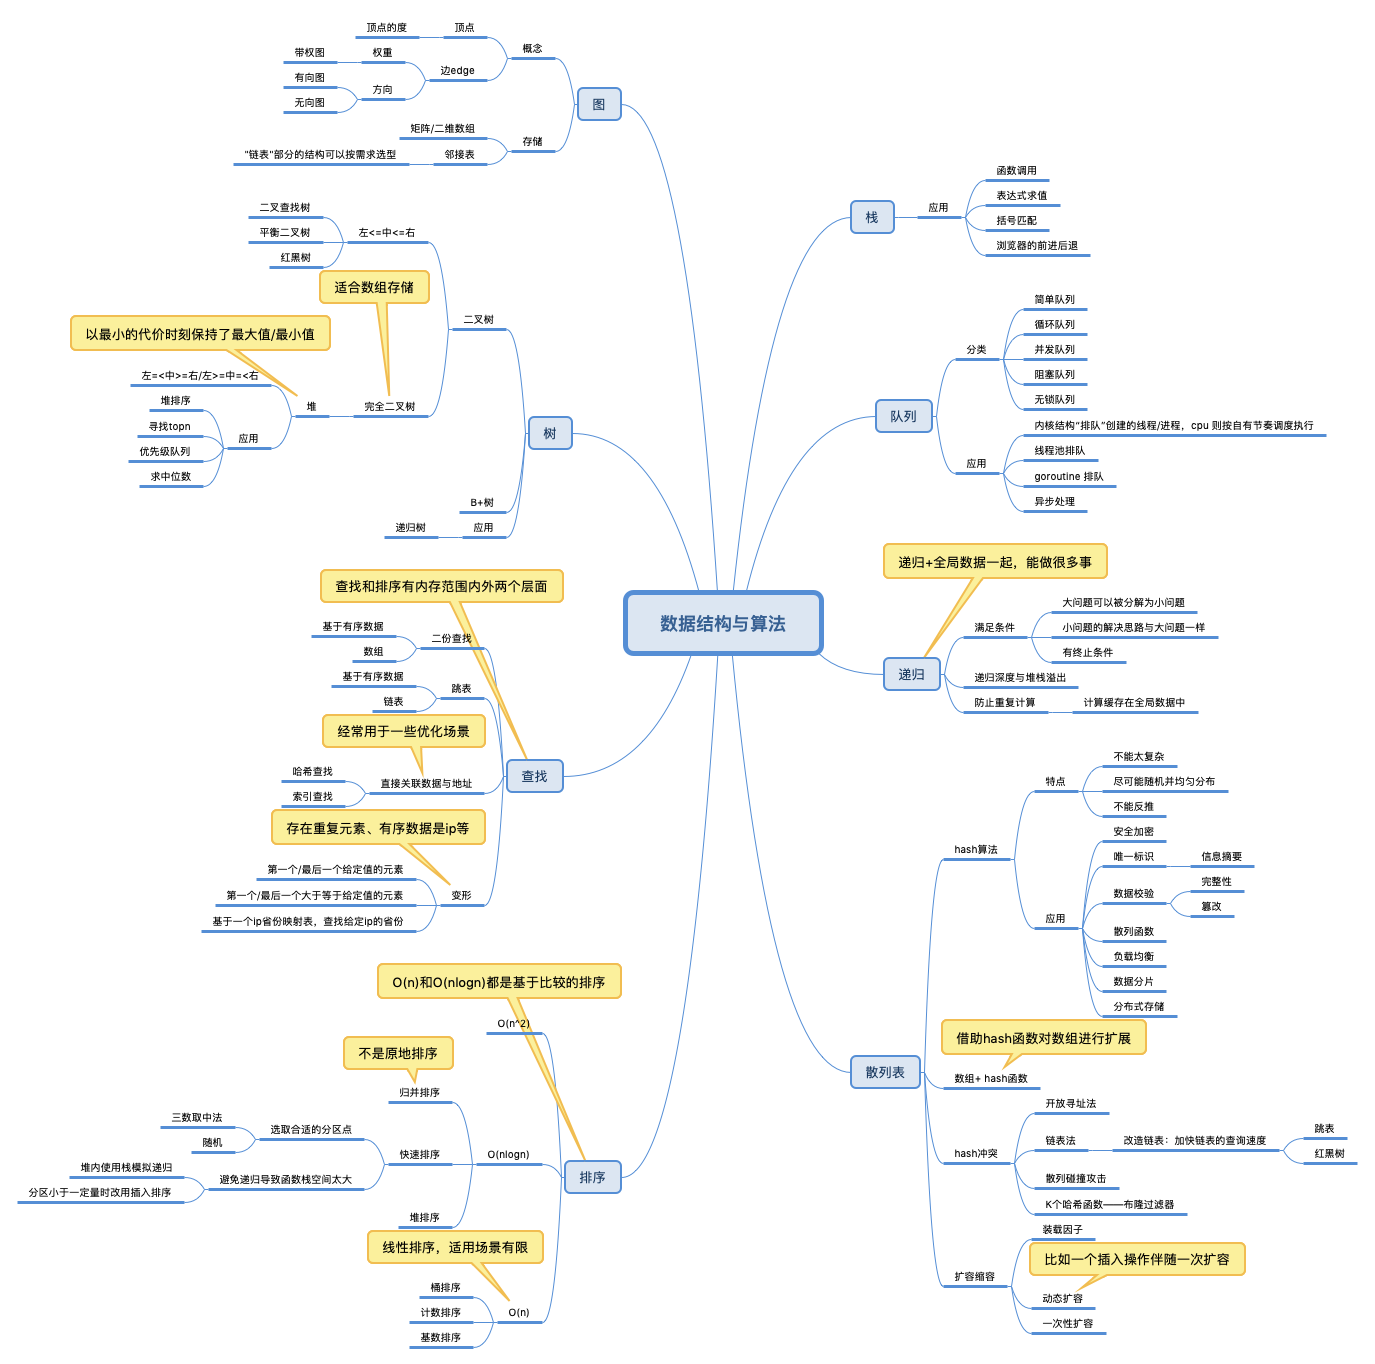 数据结构与算法
图
概念
顶点
顶点的度
边edge
权重
带权图
方向
有向图
无向图
存储
矩阵/二维数组
邻接表
“链表”部分的结构可以按需求选型
树
二叉树
左<=中<=右
二叉查找树
平衡二叉树
红黑树
适合数组存储
完全二叉树
以最小的代价时刻保持了最大值/最小值
堆
左=<中>=右/左>=中=<右
应用
堆排序
寻找topn
优先级队列
求中位数
B+树
应用
递归树
查找和排序有内存范围内外两个层面
查找
二份查找
基于有序数据
数组
跳表
基于有序数据
链表
经常用于一些优化场景
直接关联数据与地址
哈希查找
索引查找
存在重复元素、有序数据是ip等
变形
第一个/最后一个给定值的元素
第一个/最后一个大于等于给定值的元素
基于一个ip省份映射表，查找给定ip的省份
O(n)和O(nlogn)都是基于比较的排序
排序
O(n^2)
O(nlogn)
不是原地排序
归并排序
快速排序
选取合适的分区点
三数取中法
随机
避免递归导致函数栈空间太大
堆内使用栈模拟递归
分区小于一定量时改用插入排序
堆排序
线性排序，适用场景有限
O(n)
桶排序
计数排序
基数排序
栈
应用
函数调用
表达式求值
括号匹配
浏览器的前进后退
队列
分类
简单队列
循环队列
并发队列
阻塞队列
无锁队列
应用
内核结构“排队”创建的线程/进程，cpu 则按自有节奏调度执行
线程池排队
goroutine 排队
异步处理
递归+全局数据一起，能做很多事
递归
满足条件
大问题可以被分解为小问题
小问题的解决思路与大问题一样
有终止条件
递归深度与堆栈溢出
防止重复计算
计算缓存在全局数据中
散列表
hash算法
特点
不能太复杂
尽可能随机并均匀分布
不能反推
应用
安全加密
唯一标识
信息摘要
数据校验
完整性
篡改
散列函数
负载均衡
数据分片
分布式存储
借助hash函数对数组进行扩展
数组+ hash函数
hash冲突
开放寻址法
链表法
改造链表：加快链表的查询速度
跳表
红黑树
散列碰撞攻击
K个哈希函数——布隆过滤器
扩容缩容
装载因子
比如一个插入操作伴随一次扩容
动态扩容
一次性扩容